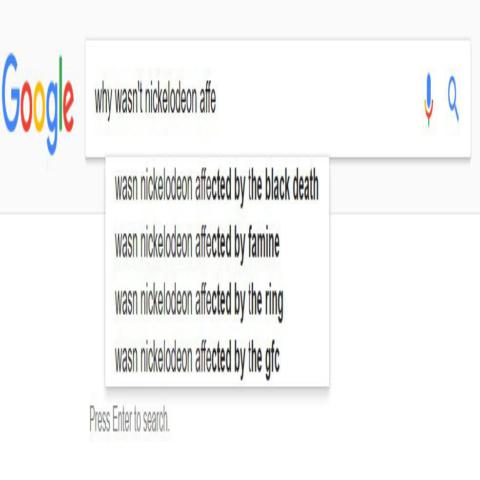 Google
why wasn't nickelodeon affe
wasn nickelodeon affected by the black death
wasn nickelodeon affected by famine
wasn nickelodeon affected by the ring
wasn nickelodeon affected by the gfc
Press Enter to search.